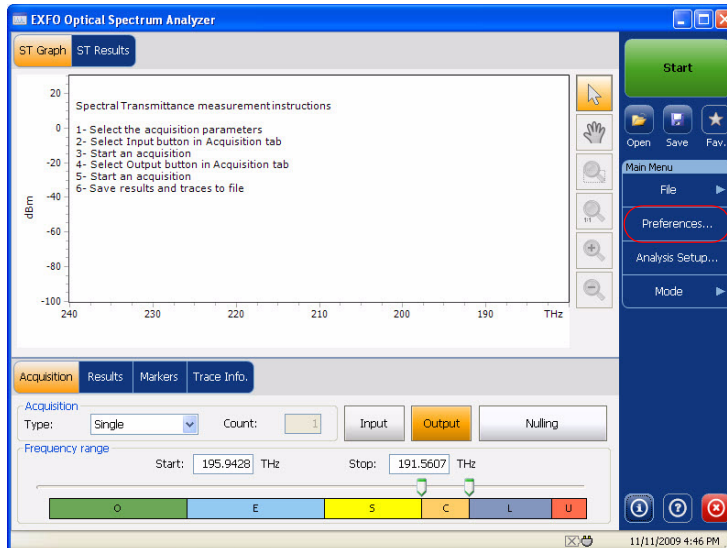 EXFO Optical Spectrum Analyzer
ST Graph ST Results
20
0
-20
-40
-60
-80
-100
dBm
Spectral Transmittance measurement instructions
1- Select the acquisition parameters
2- Select Input button in Acquisition tab
3- Start an acquisition
4- Select Output button in Acquisition tab
5- Start an acquisition
6- Save results and traces to file
240 230 220 210 200 190 THz
1:1
Start
Open Save Fav.
Main Menu
File
Preferences...
Analysis Setup...
Mode
Acquisition Results Markers Trace Info.
Acquisition
Type: Single Count: 1 Input Output Nulling
Frequency range
Start: 195.9428 THz Stop: 191.5607 THz
O E S C L U
11/11/2009 4:46 PM